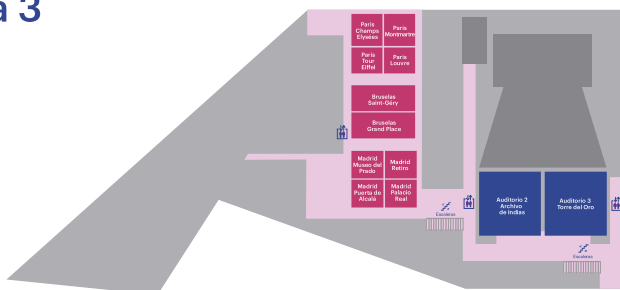 a 3
Paris
Champs
Elysées
Paris
Montmartre
Paris
Tour
Eiffel
Paris
Louvre
Bruselas
Saint-Géry
Bruselas
Grand Place
Madrid
Museo del
Prado
Madrid
Retiro
Madrid
Puerta de
Alcalá
Madrid
Palacio
Real
Escaleras
Auditorio 2
Archivo
de Indias
Auditorio 3
Torre del Oro
Escaleras